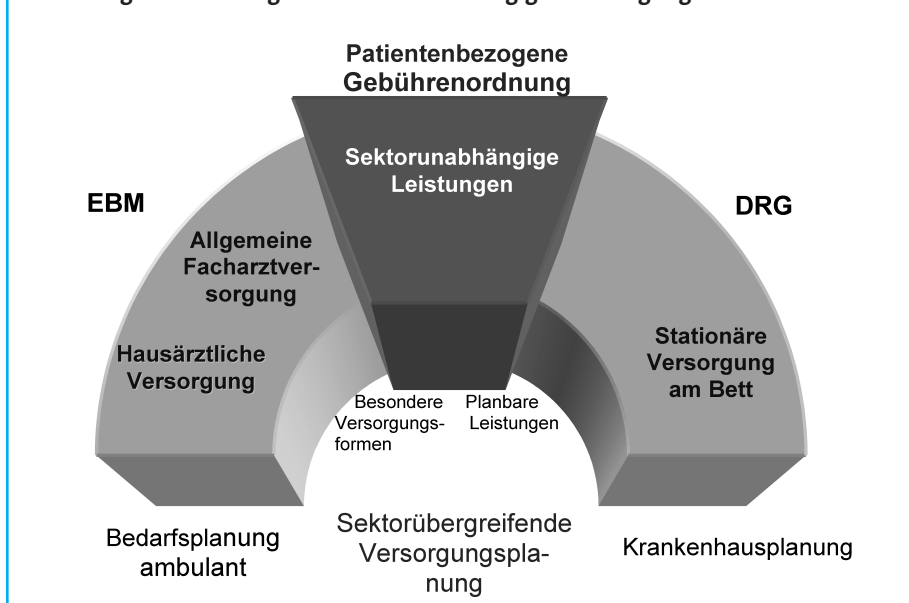 Patientenbezogene
Gebührenordnung
Sektorunabhängige
Leistungen
EBM
DRG
Allgemeine
Facharztver-
sorgung
Hausärztliche
Versorgung
Stationäre
Versorgung
am Bett
Besondere
Versorgungs-
formen
Planbare
Leistungen
Bedarfsplanung
ambulant
Sektorübergreifende
Versorgungspla-
nung
Krankenhausplanung